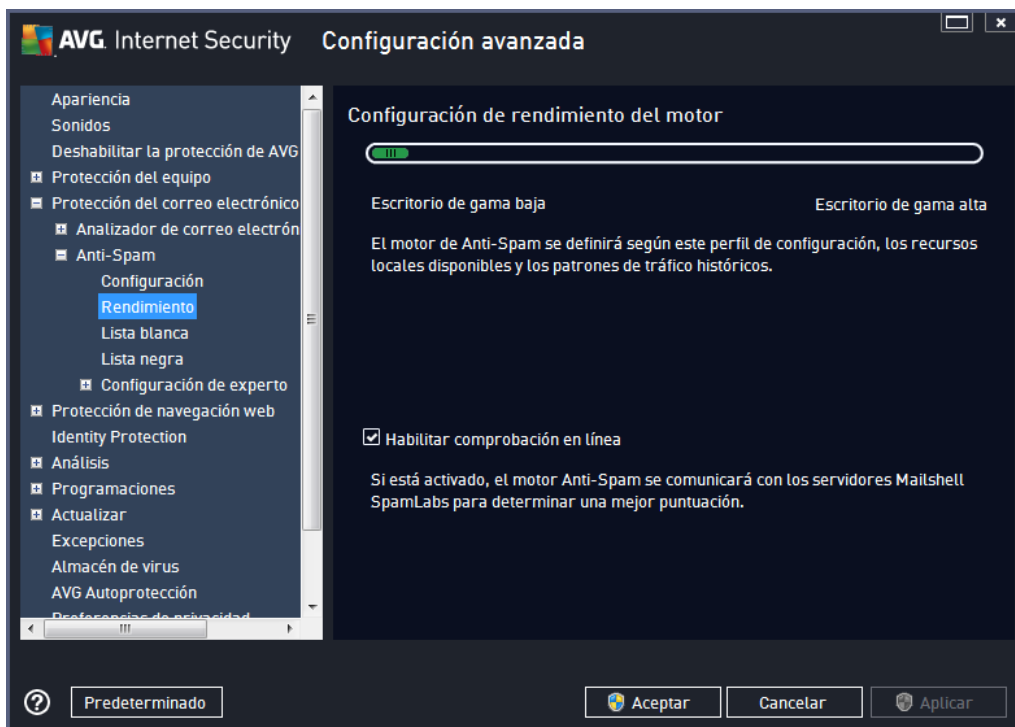 AVG. Internet Security
Configuración avanzada
Apariencia
Sonidos
Deshabilitar la protección de AVG
Protección del equipo
Protección del correo electrónico
Analizador de correo electrón
Anti-Spam
Configuración
Rendimiento
Lista blanca
Lista negra
Configuración de experto
Protección de navegación web
Identity Protection
Análisis
Programaciones
Actualizar
Excepciones
Almacén de virus
AVG Autoprotección
Preferencias de privacidad
Configuración de rendimiento del motor
Escritorio de gama baja
Escritorio de gama alta
El motor de Anti-Spam se definirá según este perfil de configuración, los recursos
locales disponibles y los patrones de tráfico históricos.
Habilitar comprobación en línea
Si está activado, el motor Anti-Spam se comunicará con los servidores Mailshell
SpamLabs para determinar una mejor puntuación.
Predeterminado
Aceptar
Cancelar
Aplicar